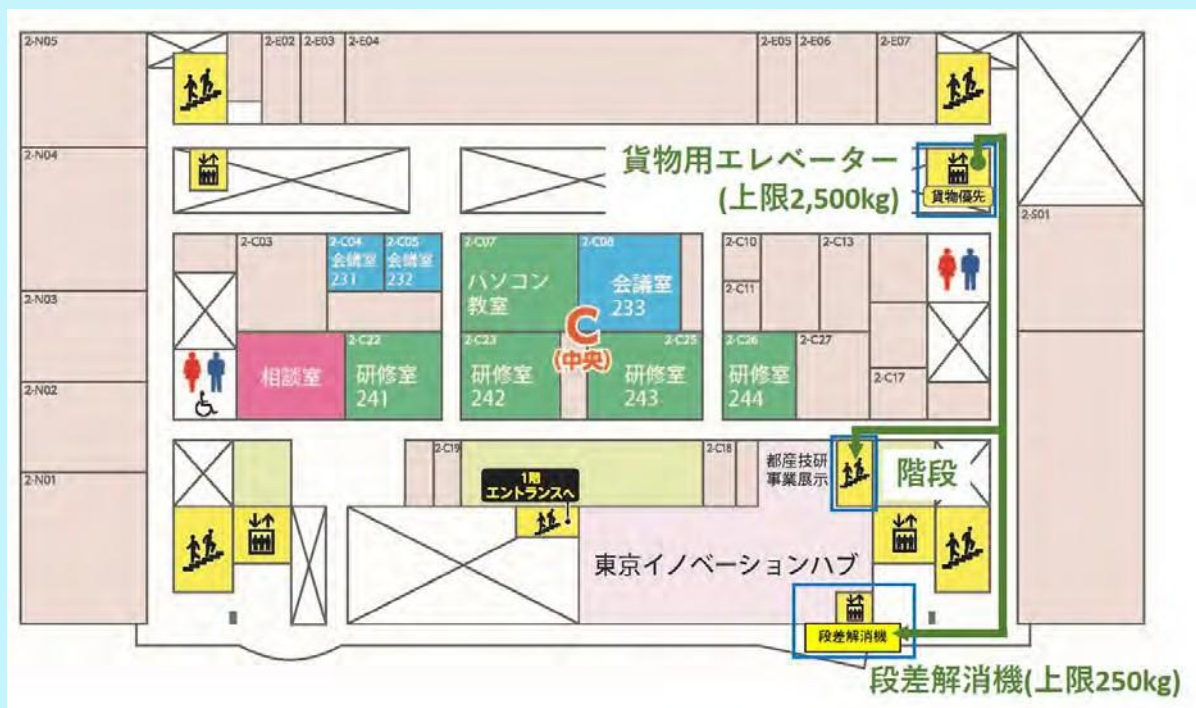 2-N05
2-E02
2-E03
2-E04
2-E05
2-E06
2-E07
2-N04
貨物用エレベーター
(上限2,500kg)
貨物優先
2-S01
2-C03
2-C04
会議室
231
2-C05
会議室
232
2-C07
パソコン
教室
2-C08
会議室
233
2-C10
2-C11
2-C13
2-N03
C
(中央)
相談室
2-C22
研修室
241
2-C23
研修室
242
2-C25
研修室
243
2-C26
研修室
244
2-C27
2-C17
2-N02
2-N01
2-C19
2-C18
1階
エントランスへ
都産技研
事業展示
階段
東京イノベーションハブ
段差解消機
段差解消機(上限250kg)